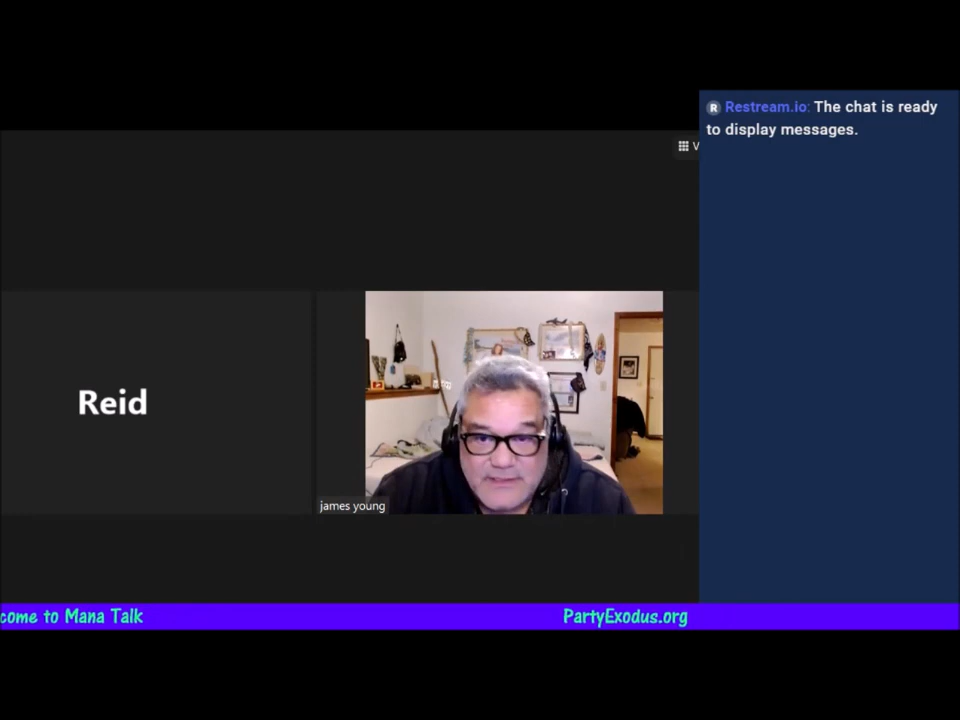 R Restream.io: The chat is ready
to display messages.
V
Reid
james young
come to Mana Talk
PartyExodus.org